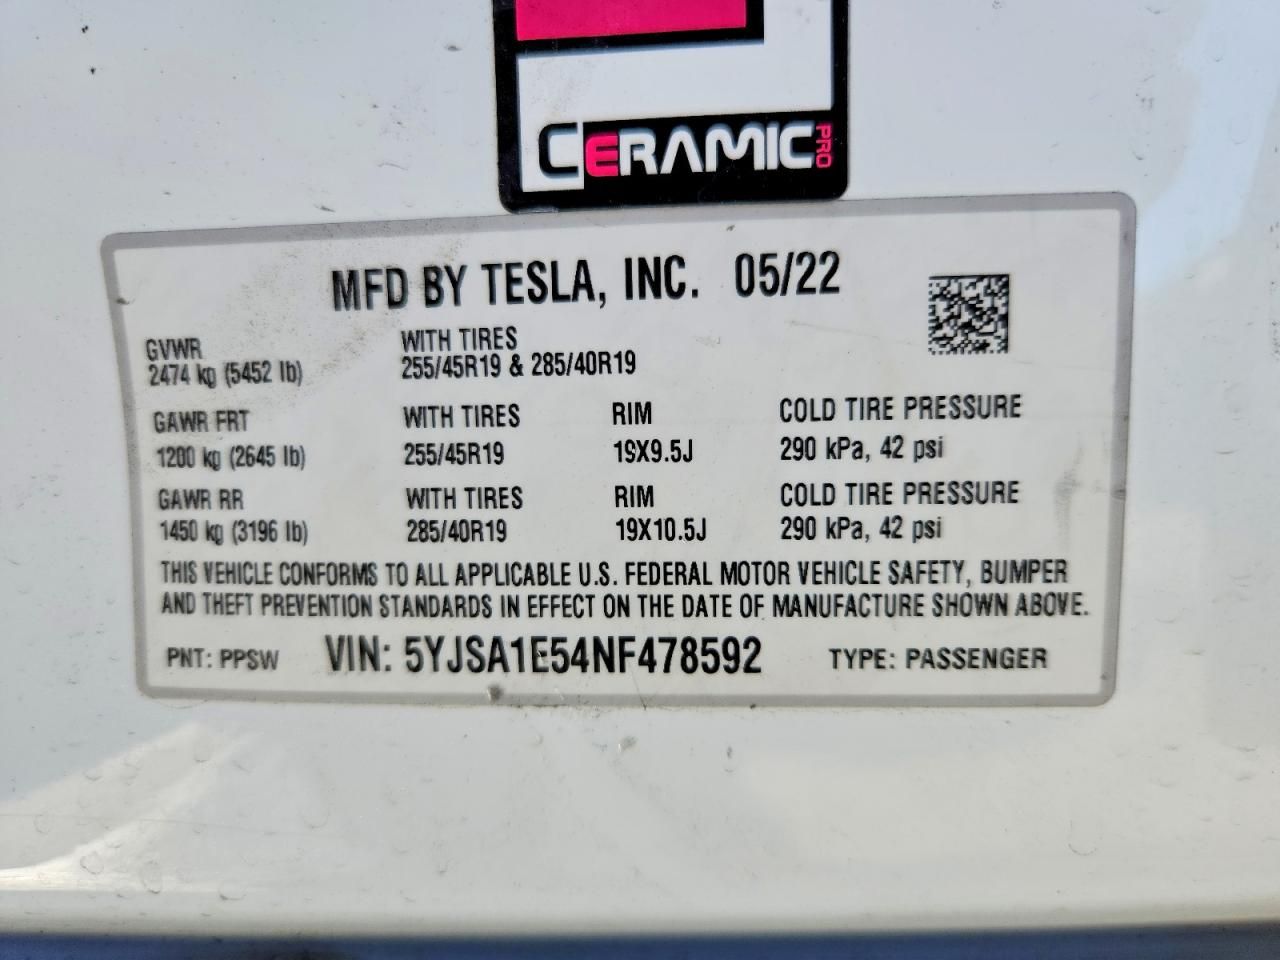 CERAMIC PRO
MFD BY TESLA, INC. 05/22
GVWR
2474 kg (5452 lb)
WITH TIRES
255/45R19 & 285/40R19
GAWR FRT WITH TIRES RIM COLD TIRE PRESSURE
1200 kg (2645 lb) 255/45R19 19X9.5J 290 kPa, 42 psi
GAWR RR WITH TIRES RIM COLD TIRE PRESSURE
1450 kg (3196 lb) 285/40R19 19X10.5J 290 kPa, 42 psi
THIS VEHICLE CONFORMS TO ALL APPLICABLE U.S. FEDERAL MOTOR VEHICLE SAFETY, BUMPER
AND THEFT PREVENTION STANDARDS IN EFFECT ON THE DATE OF MANUFACTURE SHOWN ABOVE.
PNT: PPSW VIN: 5YJSA1E54NF478592 TYPE: PASSENGER